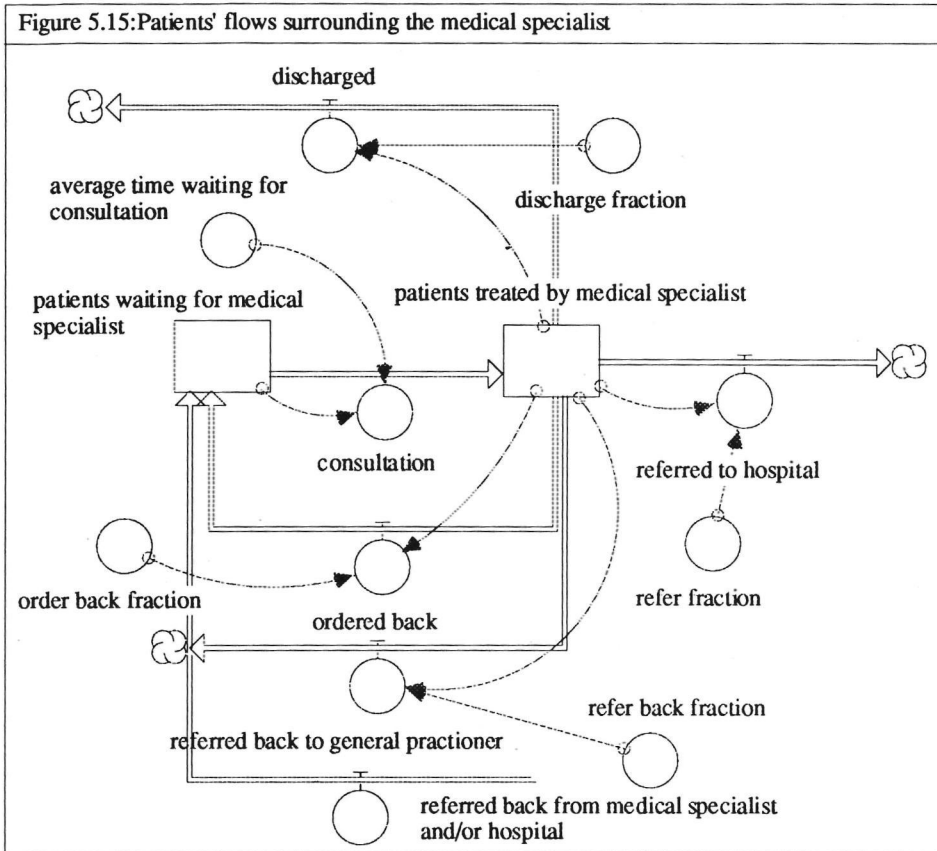 Figure 5.15:Patients' flows surrounding the medical specialist
discharged
average time waiting for
consultation
discharge fraction
patients waiting for medical
specialist
patients treated by medical specialist
consultation
referred to hospital
order back fraction
ordered back
refer fraction
refer back fraction
referred back to general practioner
referred back from medical specialist
and/or hospital